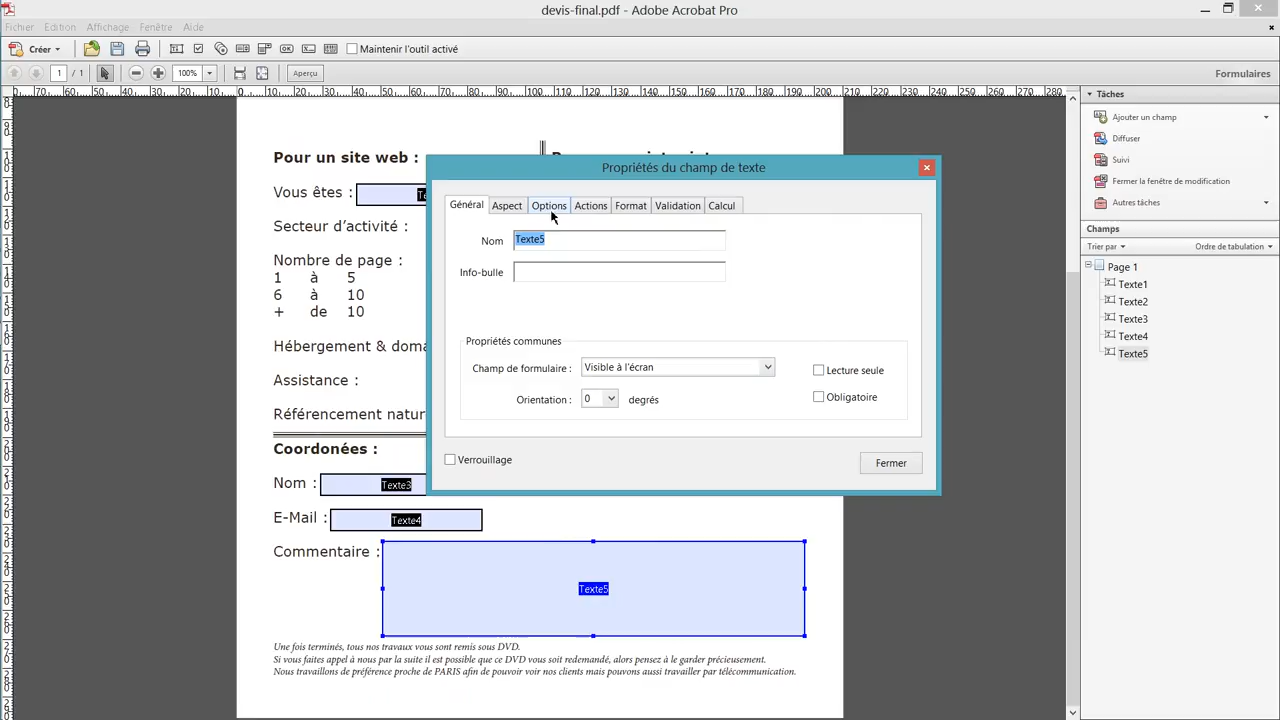 devis-final.pdf - Adobe Acrobat Pro
Fichier Edition Affichage Fenêtre Aide
Créer
Maintenir l'outil activé
1 / 1
100%
Aperçu
Formulaires
Pour un site web :
Vous êtes :
Secteur d'activité :
Nombre de page :
1 à 5
6 à 10
+ de 10
Hébergement & doma
Assistance :
Référencement natur
Coordonées :
Nom : Texte3
E-Mail : Texte4
Commentaire : Texte5
Une fois terminés, tous nos travaux vous sont remis sous DVD.
Si vous faites appel à nous par la suite il est possible que ce DVD vous soit redemandé, alors pensez à le garder précieusement.
Nous travaillons de préférence proche de PARIS afin de pouvoir voir nos clients mais pouvons aussi travailler par télécommunication.
Propriétés du champ de texte
Général Aspect Options Actions Format Validation Calcul
Nom Texte5
Info-bulle
Propriétés communes
Champ de formulaire : Visible à l'écran
Lecture seule
Orientation : 0 degrés
Obligatoire
Verrouillage
Fermer
Tâches
Ajouter un champ
Diffuser
Suivi
Fermer la fenêtre de modification
Autres tâches
Champs
Trier par Ordre de tabulation
Page 1
Texte1
Texte2
Texte3
Texte4
Texte5